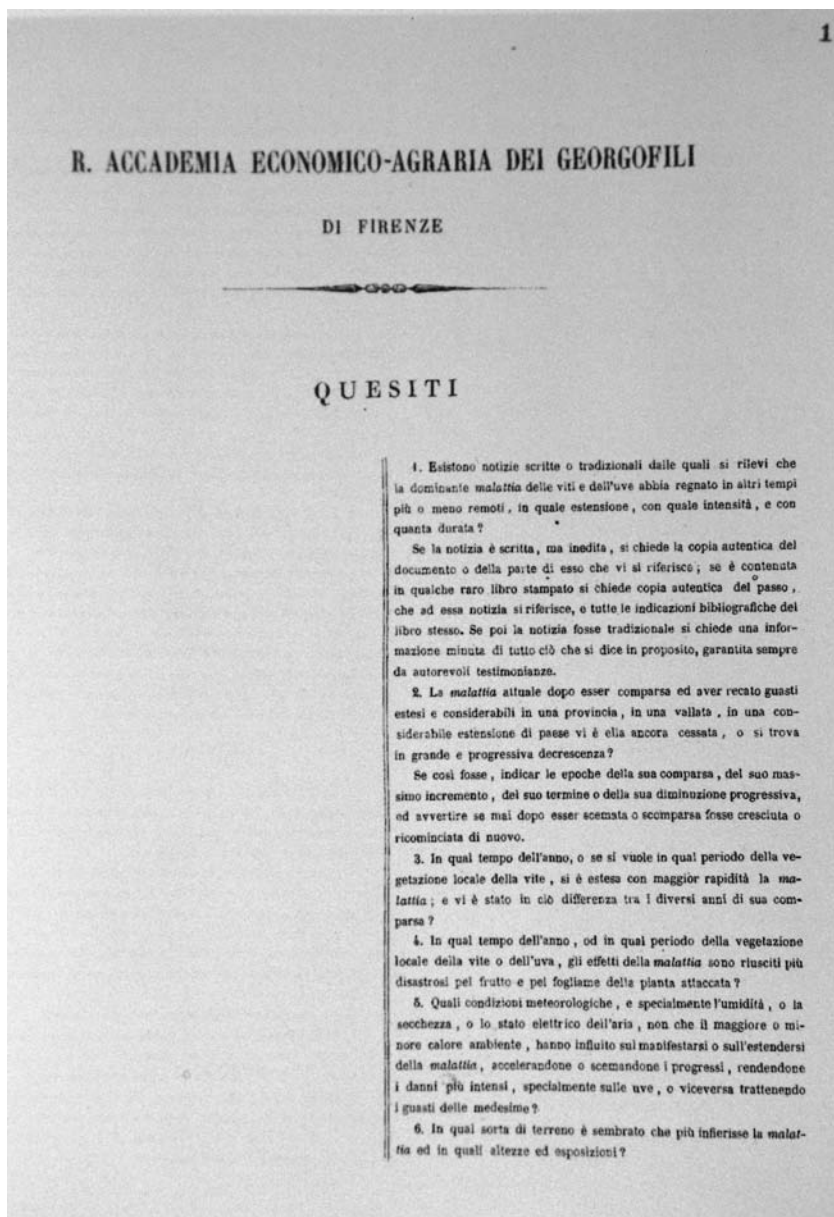 1
R. ACCADEMIA ECONOMICO-AGRARIA DEI GEORGOFILI
DI FIRENZE
QUESITI
1. Esistono notizie scritte o tradizionali dalle quali si rilevi che
la dominante malattia delle viti e dell'uve abbia regnato in altri tempi
più o meno remoti, in quale estensione, con quale intensità, e con
quanta durata?
Se la notizia è scritta, ma inedita, si chiede la copia autentica del
documento o della parte di esso che vi si riferisce; se è contenuta
in qualche raro libro stampato si chiede copia autentica del passo,
che ad essa notizia si riferisce, e tutte le indicazioni bibliografiche del
libro stesso. Se poi la notizia fosse tradizionale si chiede una infor-
mazione minuta di tutto ciò che si dice in proposito, garantita sempre
da autorevoli testimonianze.
2. La malattia attuale dopo esser comparsa ed aver recato guasti
estesi e considerabili in una provincia, in una vallata, in una con-
siderabile estensione di paese vi è ella ancora cessata, o si trova
in grande e progressiva decrescenza?
Se così fosse, indicar le epoche della sua comparsa, del suo mas-
simo incremento, del suo termine o della sua diminuzione progressiva,
ed avvertire se mai dopo esser scemata o scomparsa fosse cresciuta o
ricominciata di nuovo.
3. In qual tempo dell'anno, o se si vuole in qual periodo della ve-
getazione locale della vite, si è estesa con maggior rapidità la ma-
lattia; e vi è stato in ciò differenza tra i diversi anni di sua com-
parsa?
4. In qual tempo dell'anno, od in qual periodo della vegetazione
locale della vite o dell'uva, gli effetti della malattia sono riusciti più
disastrosi pel frutto e pel fogliame della pianta attaccata?
5. Quali condizioni meteorologiche, e specialmente l'umidità, o la
secchezza, o lo stato elettrico dell'aria, non che il maggiore o mi-
nore calore ambiente, hanno influito sul manifestarsi o sull'estendersi
della malattia, accelerandone o scemandone i progressi, rendendone
i danni più intensi, specialmente sulle uve, o viceversa trattenendo
i guasti delle medesime?
6. In qual sorta di terreno è sembrato che più infierisse la malat-
tia ed in quali altezze ed esposizioni?